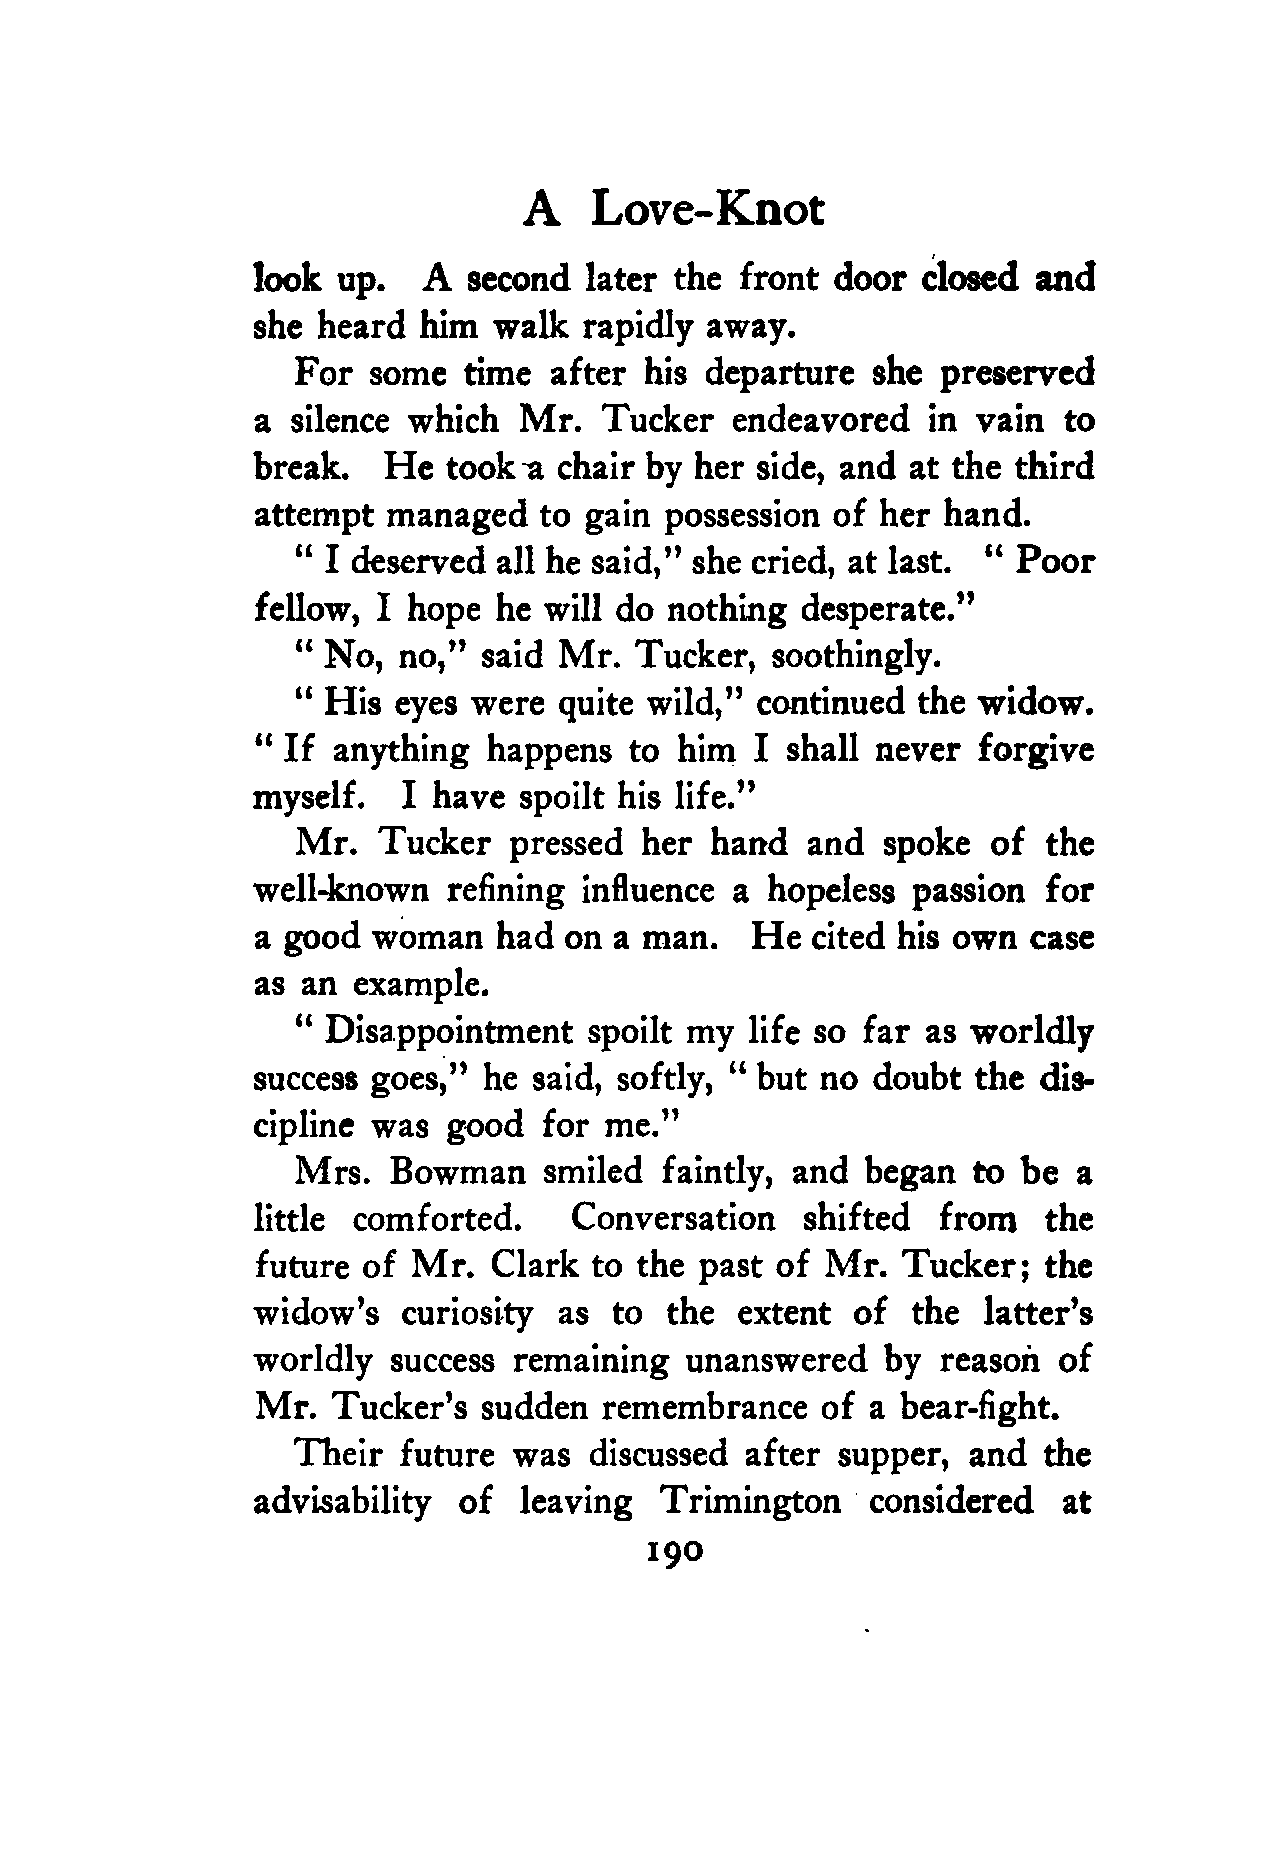 A Love-Knot
look up. A second later the front door closed and
she heard him walk rapidly away.
For some time after his departure she preserved
a silence which Mr. Tucker endeavored in vain to
break. He took a chair by her side, and at the third
attempt managed to gain possession of her hand.
" I deserved all he said," she cried, at last. " Poor
fellow, I hope he will do nothing desperate."
" No, no," said Mr. Tucker, soothingly.
" His eyes were quite wild," continued the widow.
" If anything happens to him I shall never forgive
myself. I have spoilt his life."
Mr. Tucker pressed her hand and spoke of the
well-known refining influence a hopeless passion for
a good woman had on a man. He cited his own case
as an example.
" Disappointment spoilt my life so far as worldly
success goes," he said, softly, " but no doubt the dis-
cipline was good for me."
Mrs. Bowman smiled faintly, and began to be a
little comforted. Conversation shifted from the
future of Mr. Clark to the past of Mr. Tucker; the
widow's curiosity as to the extent of the latter's
worldly success remaining unanswered by reason of
Mr. Tucker's sudden remembrance of a bear-fight.
Their future was discussed after supper, and the
advisability of leaving Trimington considered at
190